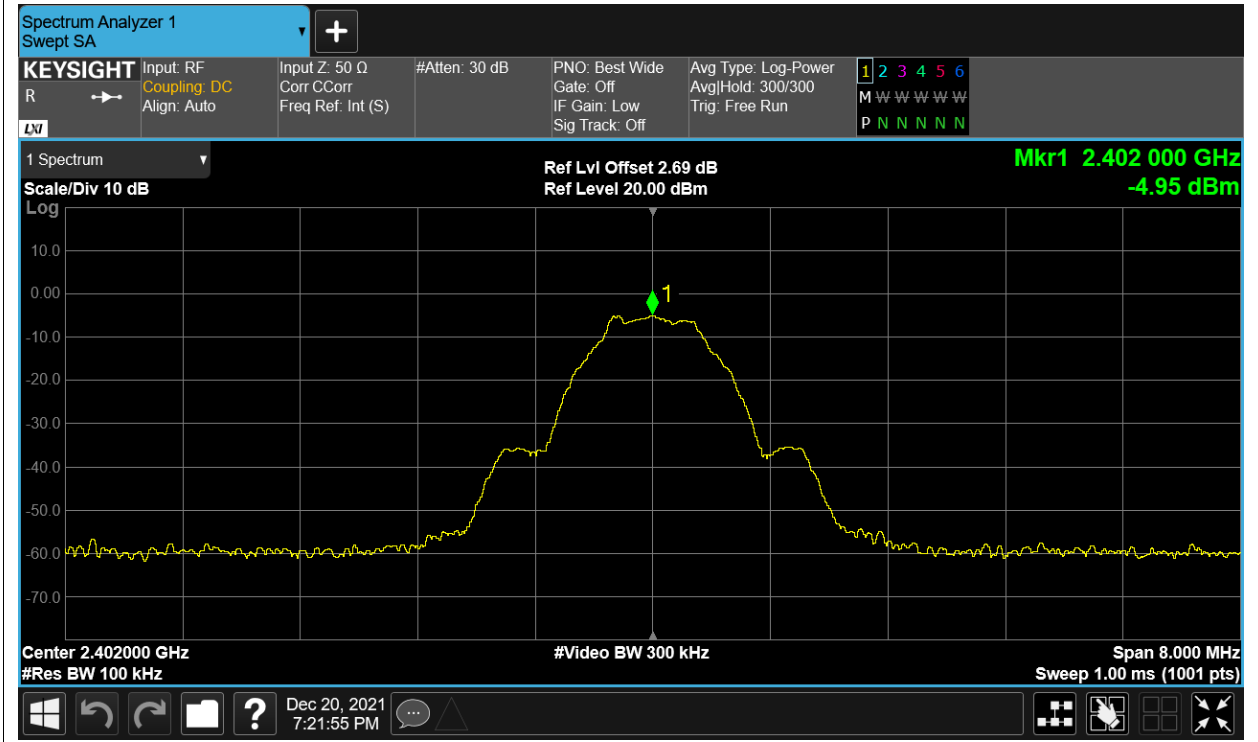 Spectrum Analyzer 1
Swept SA
KEYSIGHT
R
LXI
Input: RF
Coupling: DC
Align: Auto
Input Z: 50 Ω
Corr CCorr
Freq Ref: Int (S)
#Atten: 30 dB
PNO: Best Wide
Gate: Off
IF Gain: Low
Sig Track: Off
Avg Type: Log-Power
Avg|Hold: 300/300
Trig: Free Run
1 2 3 4 5 6
M W W W W W W
P N N N N N N
1 Spectrum
Scale/Div 10 dB
Log
Ref Lvl Offset 2.69 dB
Ref Level 20.00 dBm
Mkr1 2.402 000 GHz
-4.95 dBm
10.0
0.00
1
-10.0
-20.0
-30.0
-40.0
-50.0
-60.0
-70.0
Center 2.402000 GHz
#Res BW 100 kHz
#Video BW 300 kHz
Span 8.000 MHz
Sweep 1.00 ms (1001 pts)
?
Dec 20, 2021
7:21:55 PM